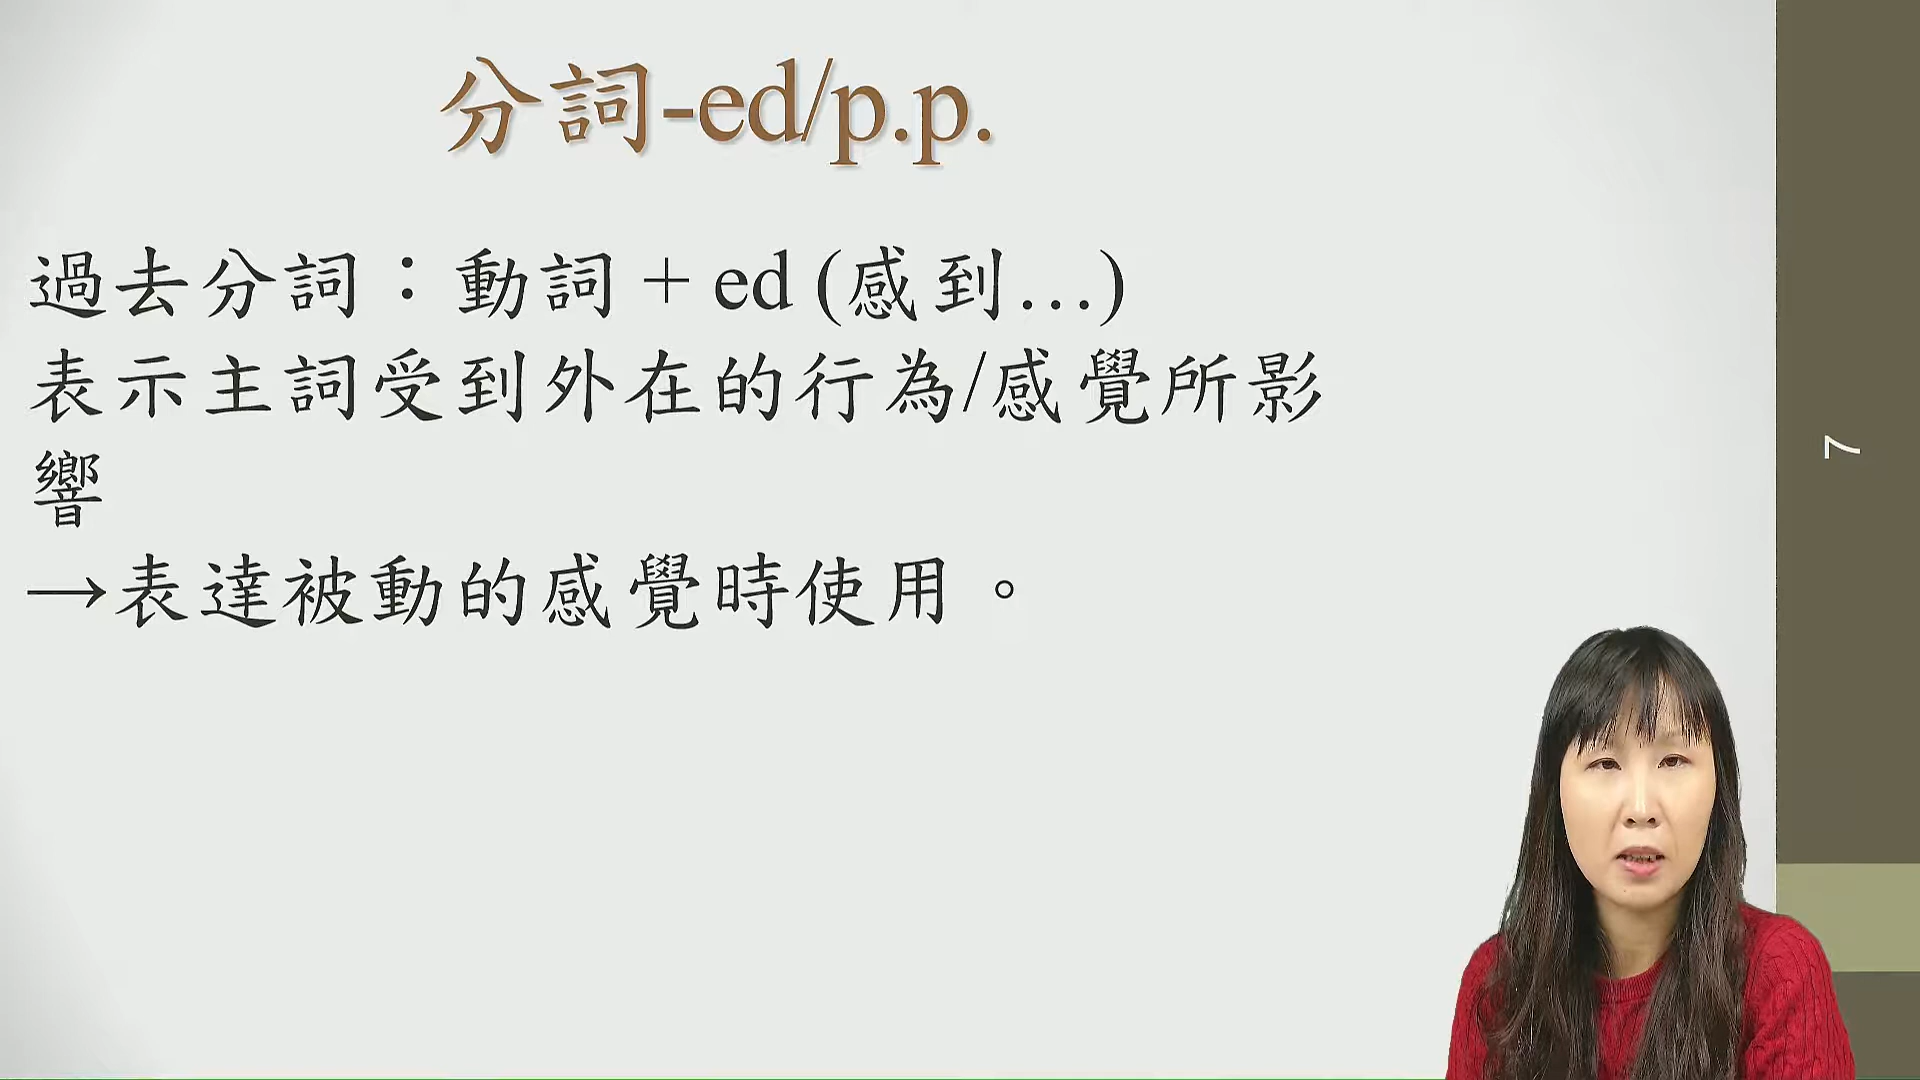 分詞-ed/p.p.
過去分詞：動詞 + ed (感到…)
表示主詞受到外在的行為/感覺所影
響
→表達被動的感覺時使用。
7